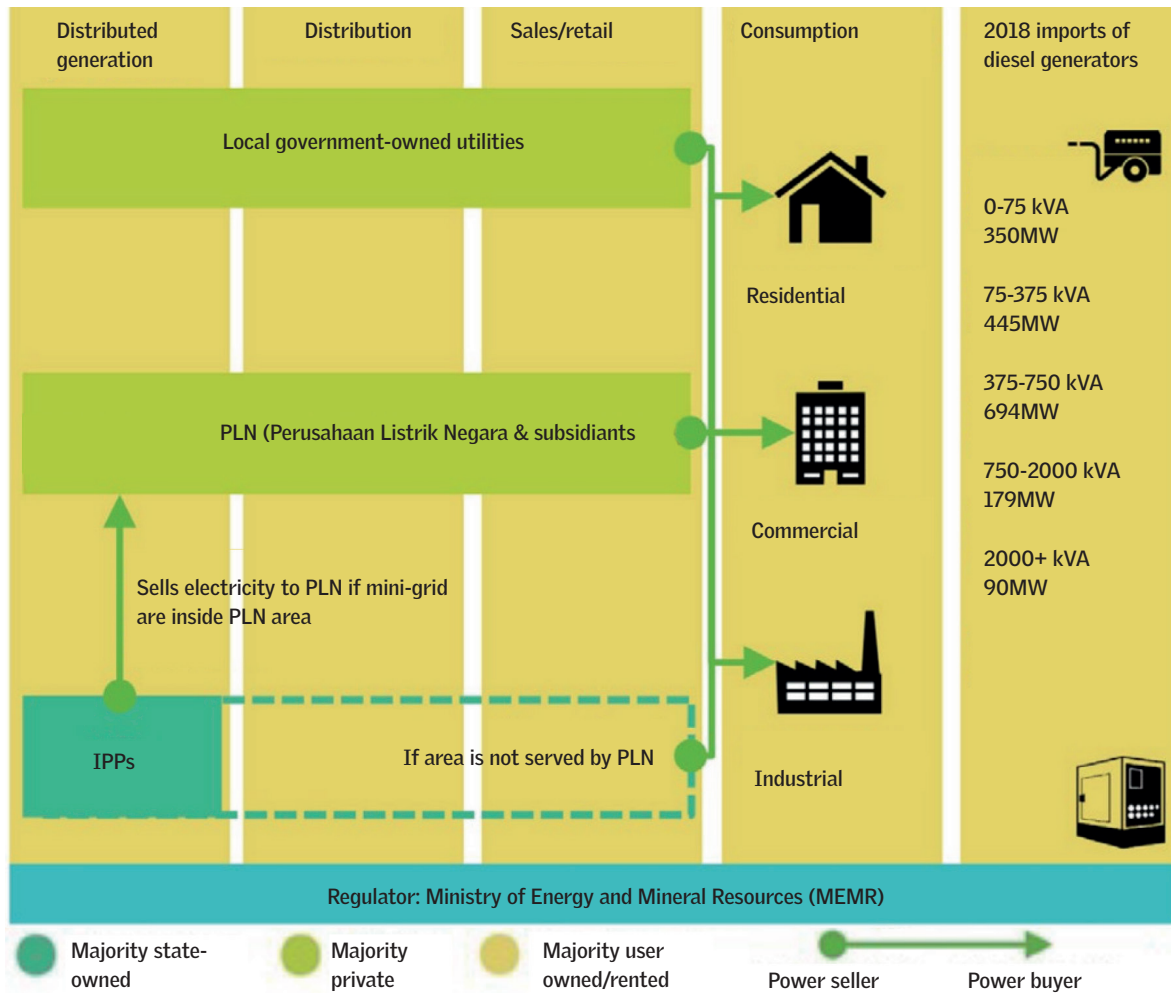 Distributed
generation
Distribution
Sales/retail
Consumption
2018 imports of
diesel generators
Local government-owned utilities
0-75 kVA
350MW
Residential
75-375 kVA
445MW
375-750 kVA
694MW
PLN (Perusahaan Listrik Negara & subsidiants
750-2000 kVA
179MW
Commercial
2000+ kVA
90MW
Sells electricity to PLN if mini-grid
are inside PLN area
IPPs
If area is not served by PLN
Industrial
Regulator: Ministry of Energy and Mineral Resources (MEMR)
Majority state-
owned
Majority
private
Majority user
owned/rented
Power seller
Power buyer